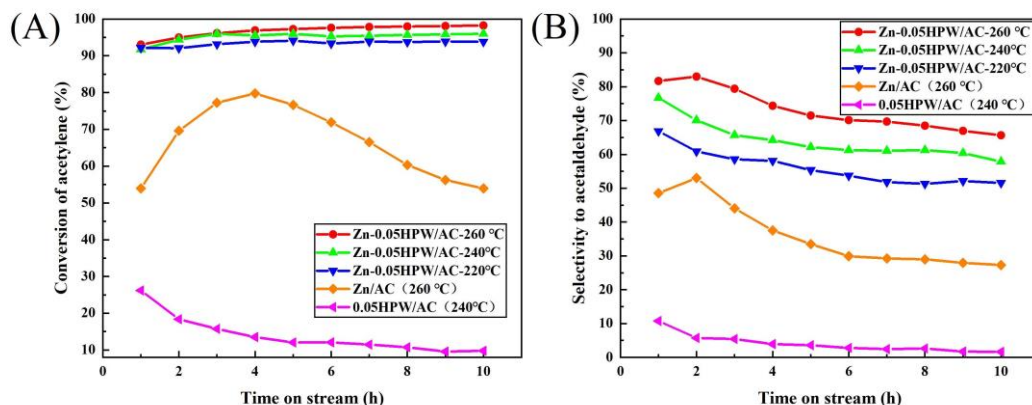 (A)
100
90
80
70
60
50
40
30
20
10
Conversion of acetylene (%)
Zn-0.05HPW/AC-260 ℃
Zn-0.05HPW/AC-240℃
Zn-0.05HPW/AC-220℃
Zn/AC（260 ℃）
0.05HPW/AC（240℃）
0 2 4 6 8 10
Time on stream (h)
(B)
100
90
80
70
60
50
40
30
20
10
0
Selectivity to acetaldehyde (%)
Zn-0.05HPW/AC-260 ℃
Zn-0.05HPW/AC-240℃
Zn-0.05HPW/AC-220℃
Zn/AC（260 ℃）
0.05HPW/AC（240 ℃）
0 2 4 6 8 10
Time on stream (h)